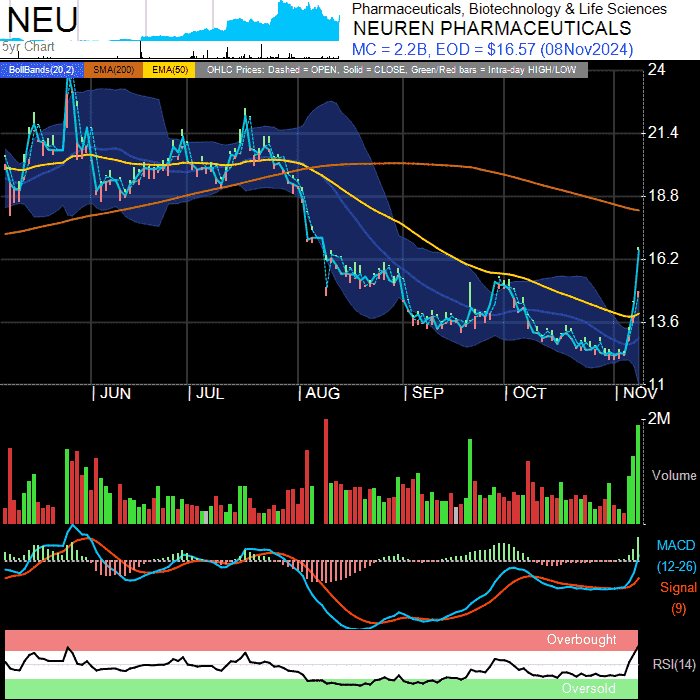 NEU
5yr Chart
Pharmaceuticals, Biotechnology & Life Sciences
NEUREN PHARMACEUTICALS
MC = 2.2B, EOD = $16.57 (08Nov2024)
BollBands(20,2) SMA(200) EMA(50) OHLC Prices: Dashed = OPEN, Solid = CLOSE, Green/Red bars = Intra-day HIGH/LOW
24
21.4
18.8
16.2
13.6
11
| JUN | JUL | AUG | SEP | OCT | NOV
2M
Volume
MACD
(12-26)
Signal
(9)
Overbought
RSI(14)
Oversold